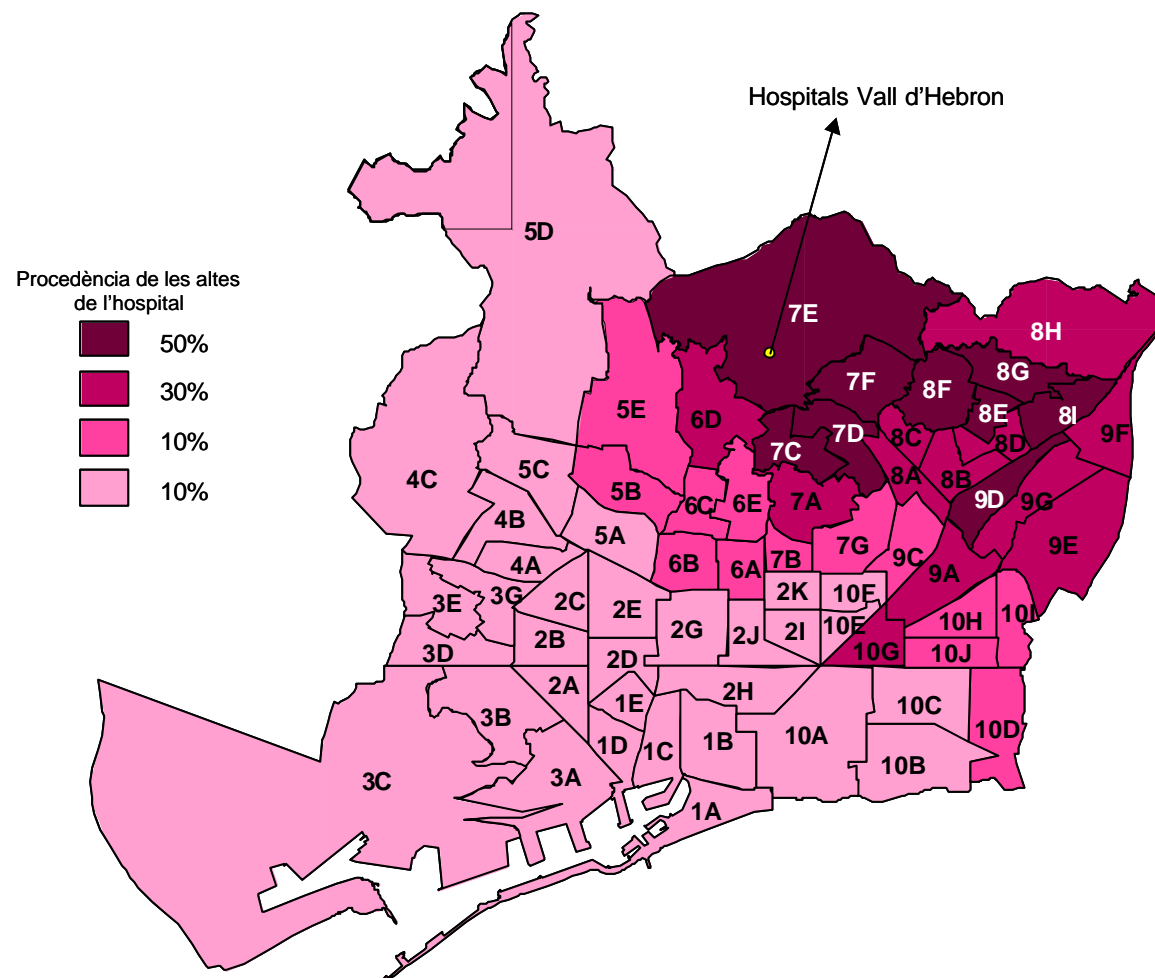 Hospitals Vall d'Hebron
5D
Procedència de les altes
de l'hospital
50%
30%
10%
10%
7E
8H
8G
7F
8F
8E
8I
5E
6D
7D
8C
8D
9F
7C
5C
4C
8A
8B
5B
6C
6E
7A
9D
9G
4B
5A
7G
9C
9E
4A
6B
6A
7B
9A
3E
3G
2C
2E
2K
10F
10I
2G
2J
2I
10E
10H
3D
2B
2D
10G
10J
2A
1E
2H
10C
3B
1D
1C
1B
10A
10D
3C
3A
10B
1A